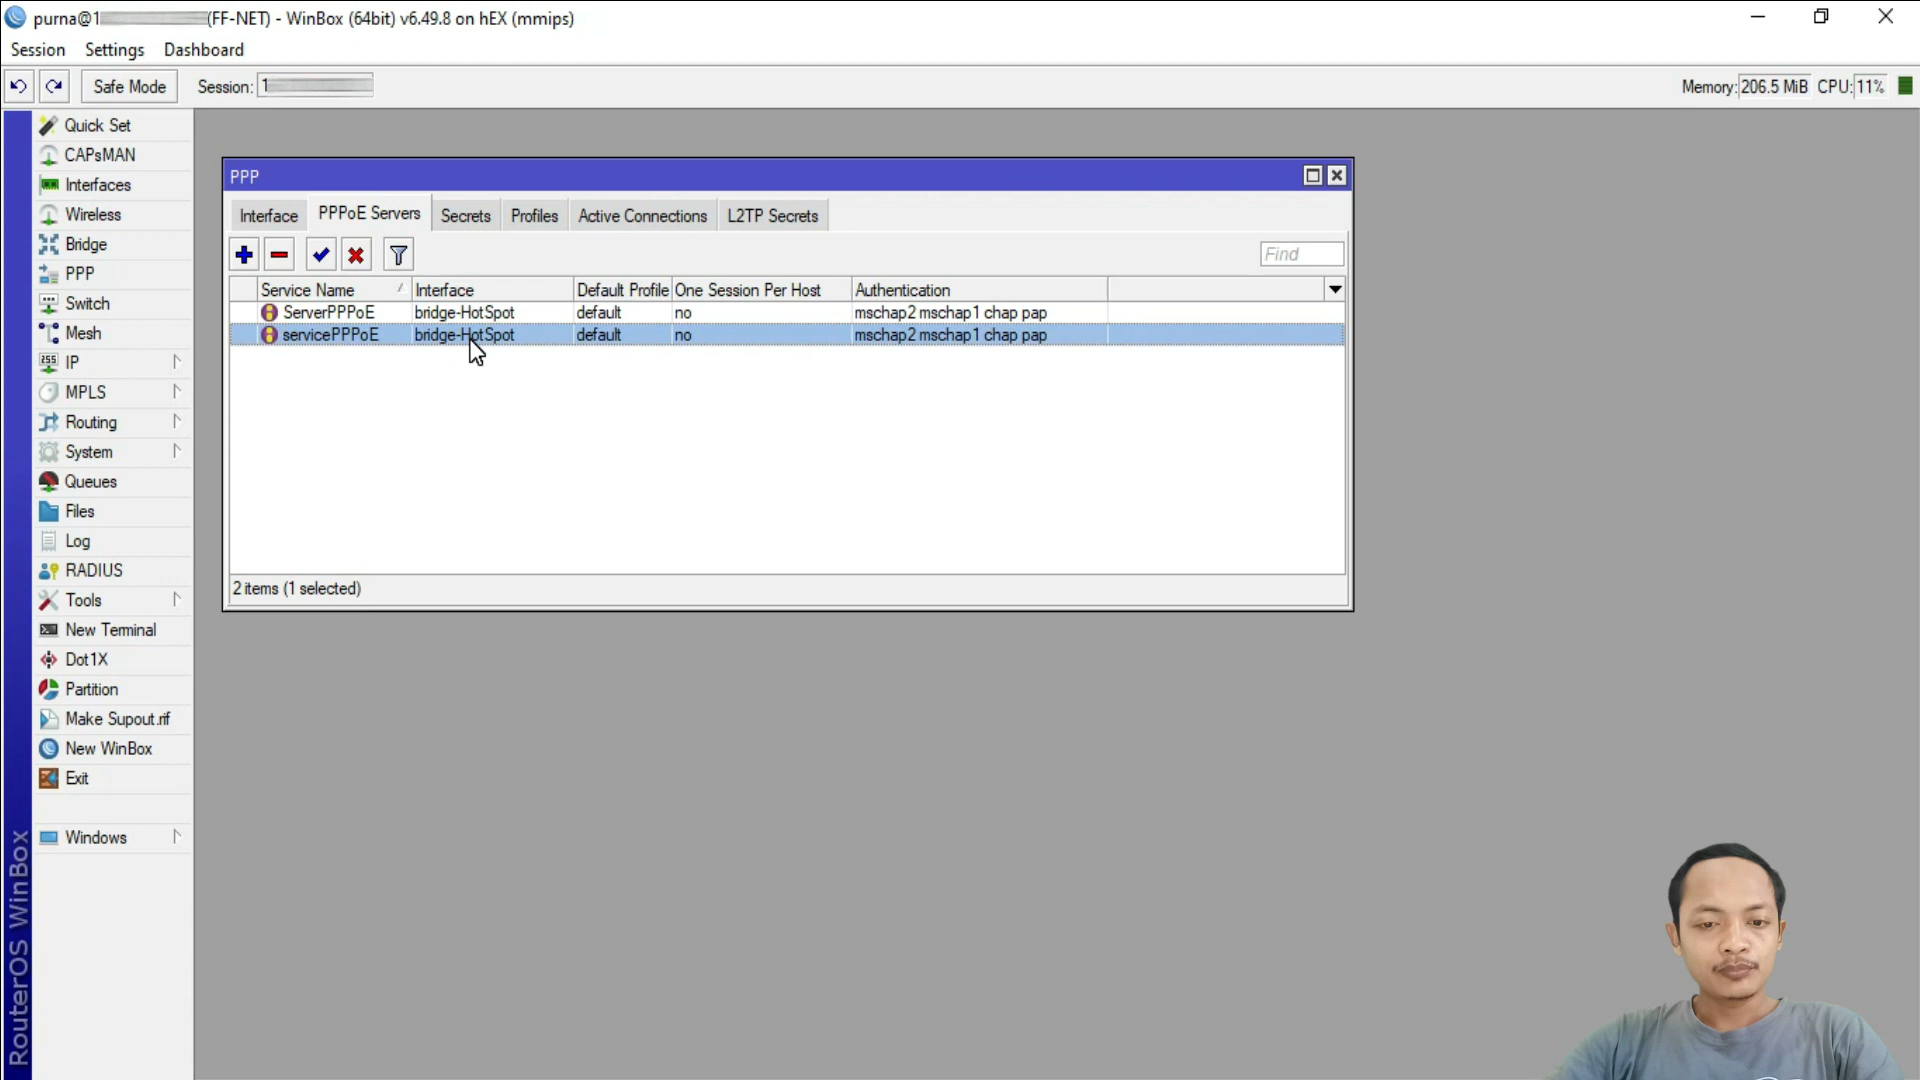 purna@1 (FF-NET) - WinBox (64bit) v6.49.8 on hEX (mmips)
Session Settings Dashboard
Safe Mode Session: 1 Memory: 206.5 MiB CPU: 11%
Quick Set
CAPsMAN
Interfaces
Wireless
Bridge
PPP
Switch
Mesh
IP
MPLS
Routing
System
Queues
Files
Log
RADIUS
Tools
New Terminal
Dot1X
Partition
Make Supout.rif
New WinBox
Exit
Windows
RouterOS WinBox
PPP
Interface PPPoE Servers Secrets Profiles Active Connections L2TP Secrets
Find
Service Name Interface Default Profile One Session Per Host Authentication
ServerPPPoE bridge-HotSpot default no mschap2 mschap1 chap pap
servicePPPoE bridge-HotSpot default no mschap2 mschap1 chap pap
2 items (1 selected)